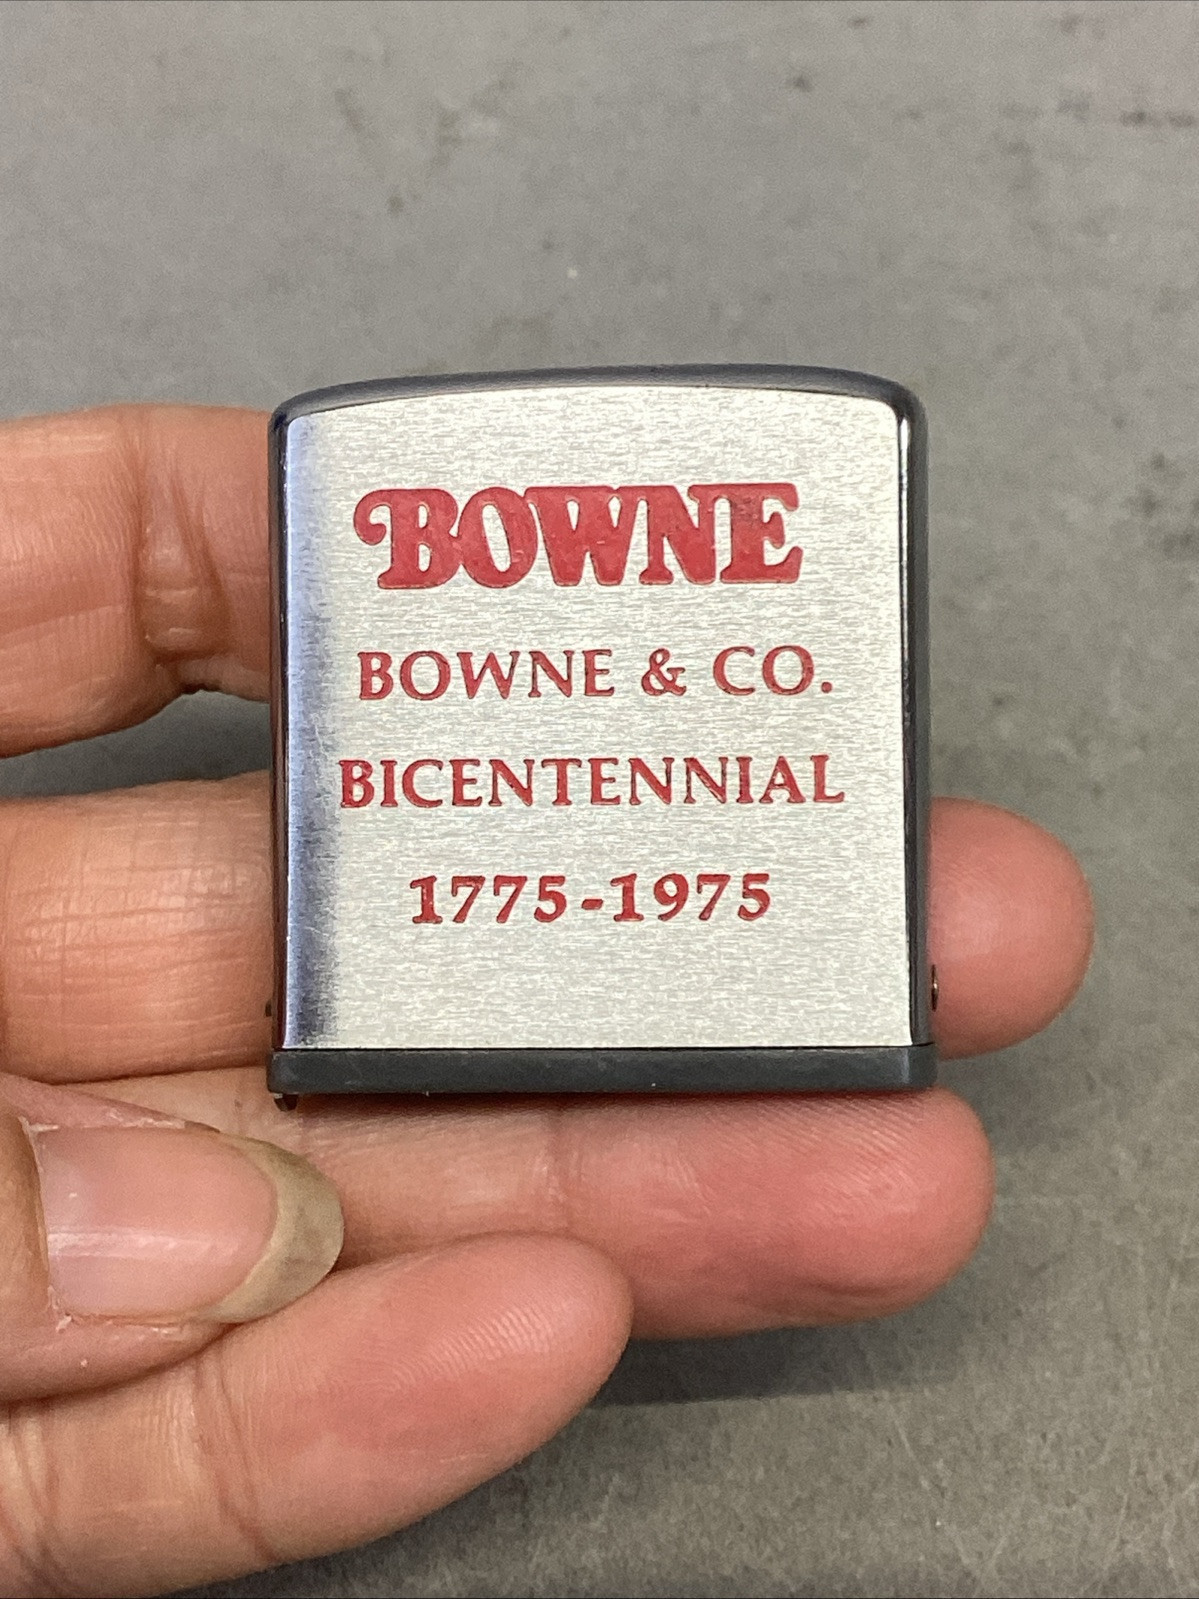 BOWNE
BOWNE & CO.
BICENTENNIAL
1775-1975